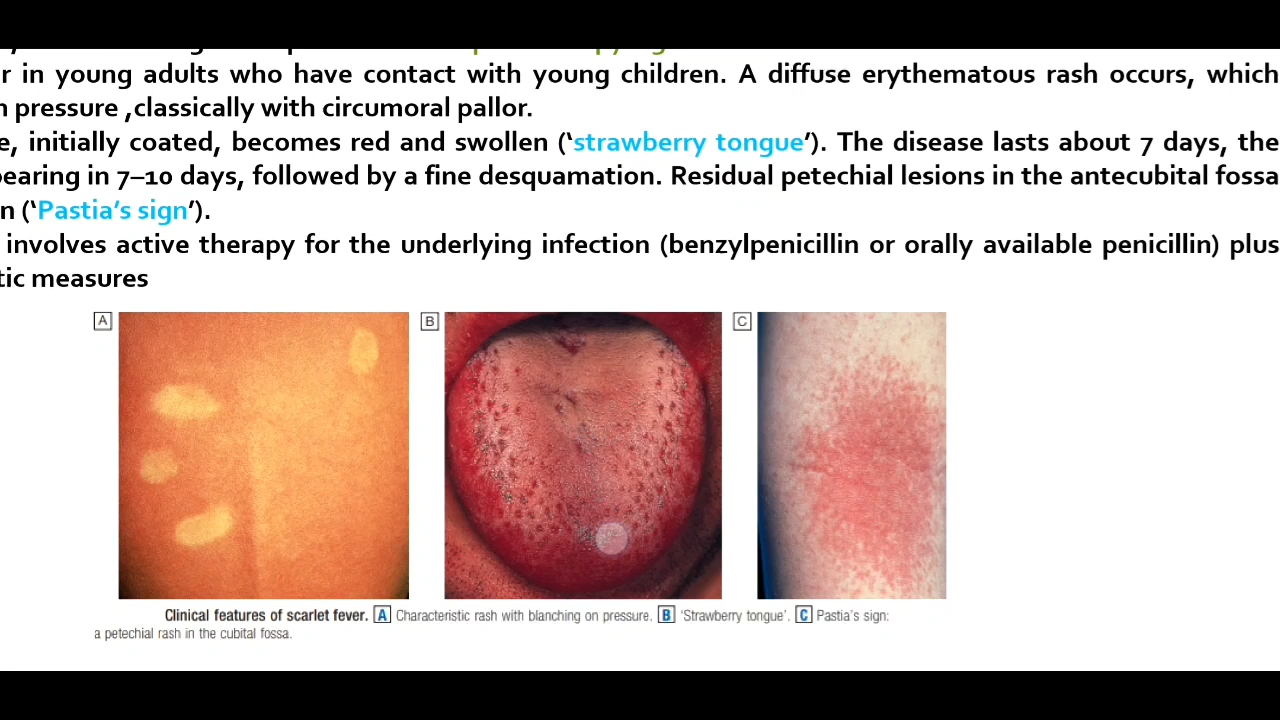 r in young adults who have contact with young children. A diffuse erythematous rash occurs, which
n pressure ,classically with circumoral pallor.
e, initially coated, becomes red and swollen (‘strawberry tongue’). The disease lasts about 7 days, the
pearing in 7–10 days, followed by a fine desquamation. Residual petechial lesions in the antecubital fossa
n (‘Pastia’s sign’).
involves active therapy for the underlying infection (benzylpenicillin or orally available penicillin) plus
tic measures
A B C
Clinical features of scarlet fever. A Characteristic rash with blanching on pressure. B ‘Strawberry tongue’. C Pastia’s sign:
a petechial rash in the cubital fossa.